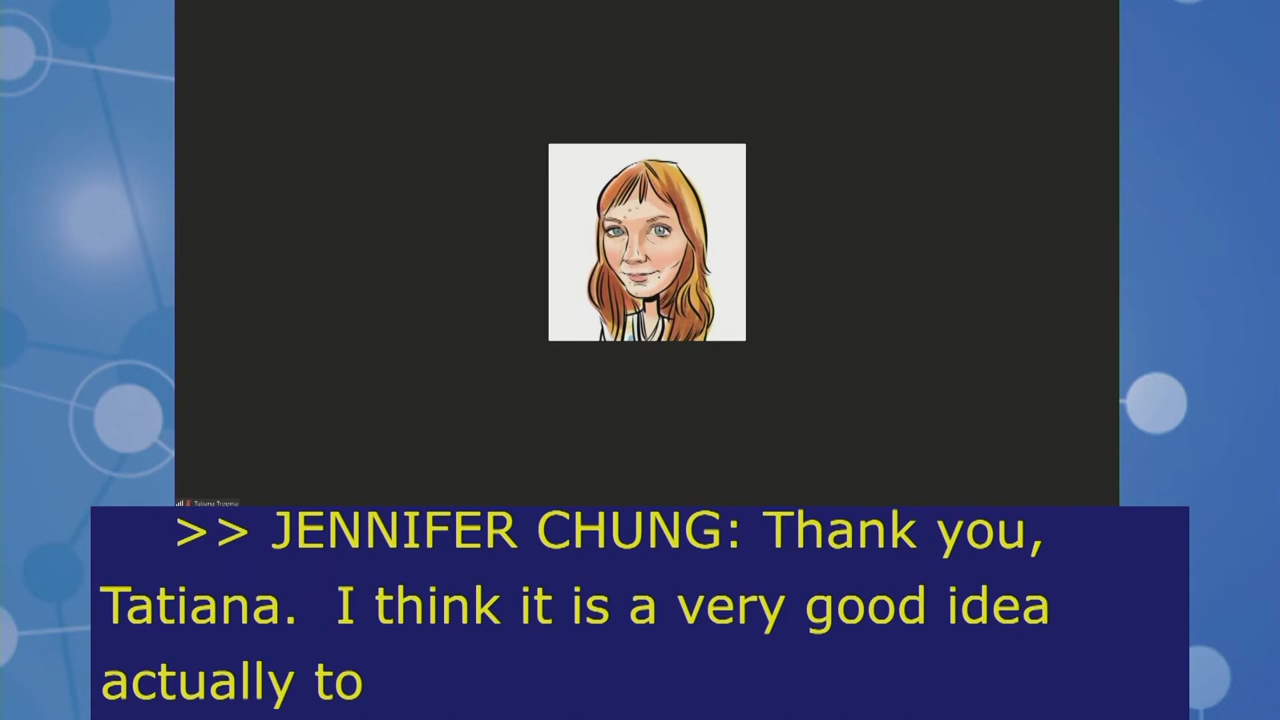 >> JENNIFER CHUNG: Thank you,
Tatiana.  I think it is a very good idea
actually to